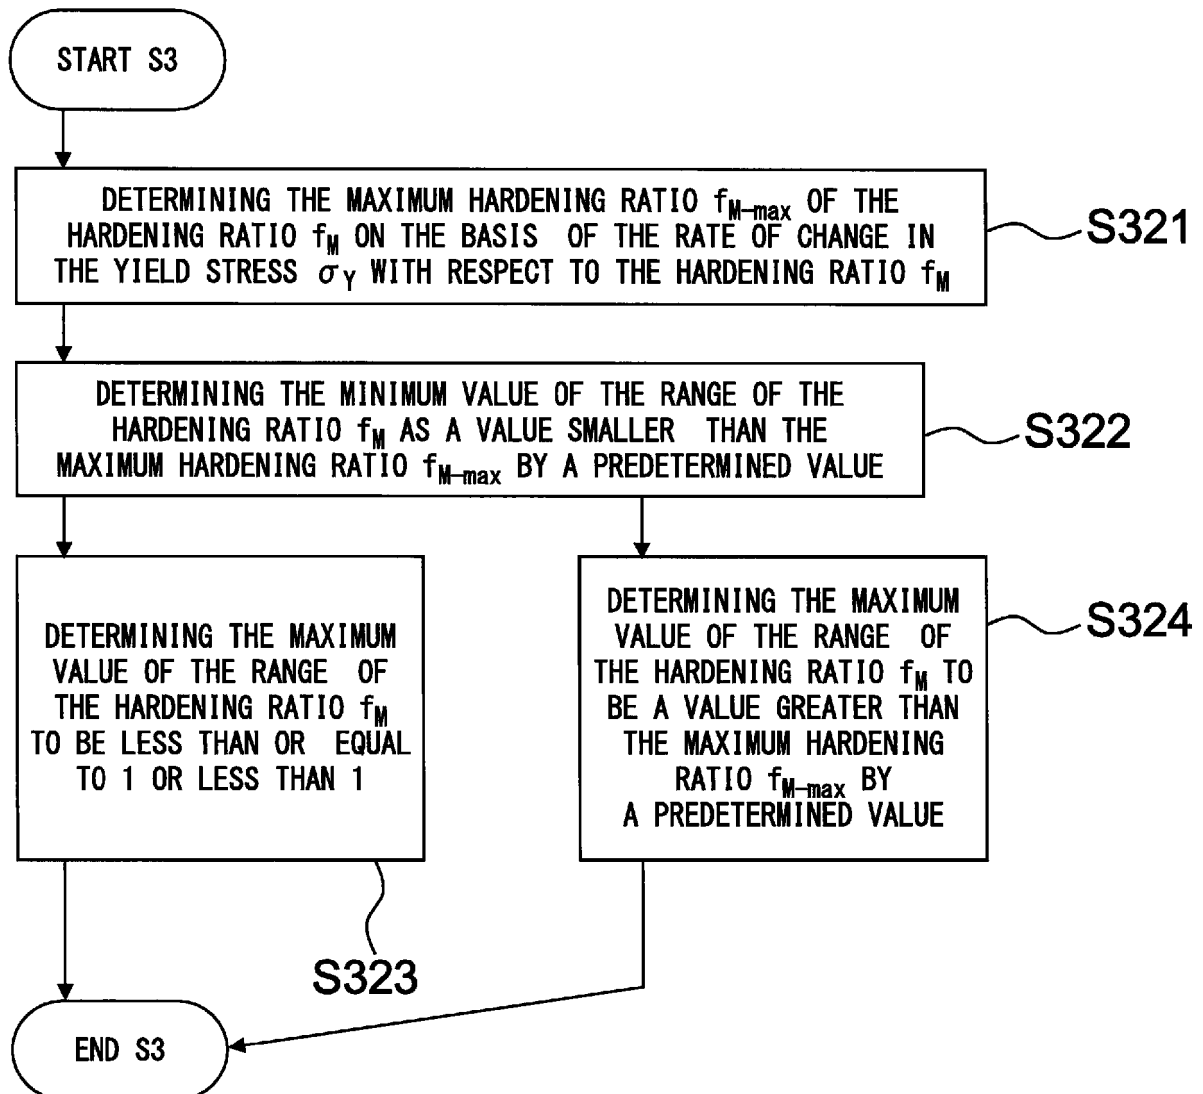 START S3
DETERMINING THE MAXIMUM HARDENING RATIO fM-max OF THE
HARDENING RATIO fM ON THE BASIS OF THE RATE OF CHANGE IN
THE YIELD STRESS σY WITH RESPECT TO THE HARDENING RATIO fM
S321
DETERMINING THE MINIMUM VALUE OF THE RANGE OF THE
HARDENING RATIO fM AS A VALUE SMALLER THAN THE
MAXIMUM HARDENING RATIO fM-max BY A PREDETERMINED VALUE
S322
DETERMINING THE MAXIMUM
VALUE OF THE RANGE OF
THE HARDENING RATIO fM
TO BE LESS THAN OR EQUAL
TO 1 OR LESS THAN 1
S323
DETERMINING THE MAXIMUM
VALUE OF THE RANGE OF
THE HARDENING RATIO fM TO
BE A VALUE GREATER THAN
THE MAXIMUM HARDENING
RATIO fM-max BY
A PREDETERMINED VALUE
S324
END S3